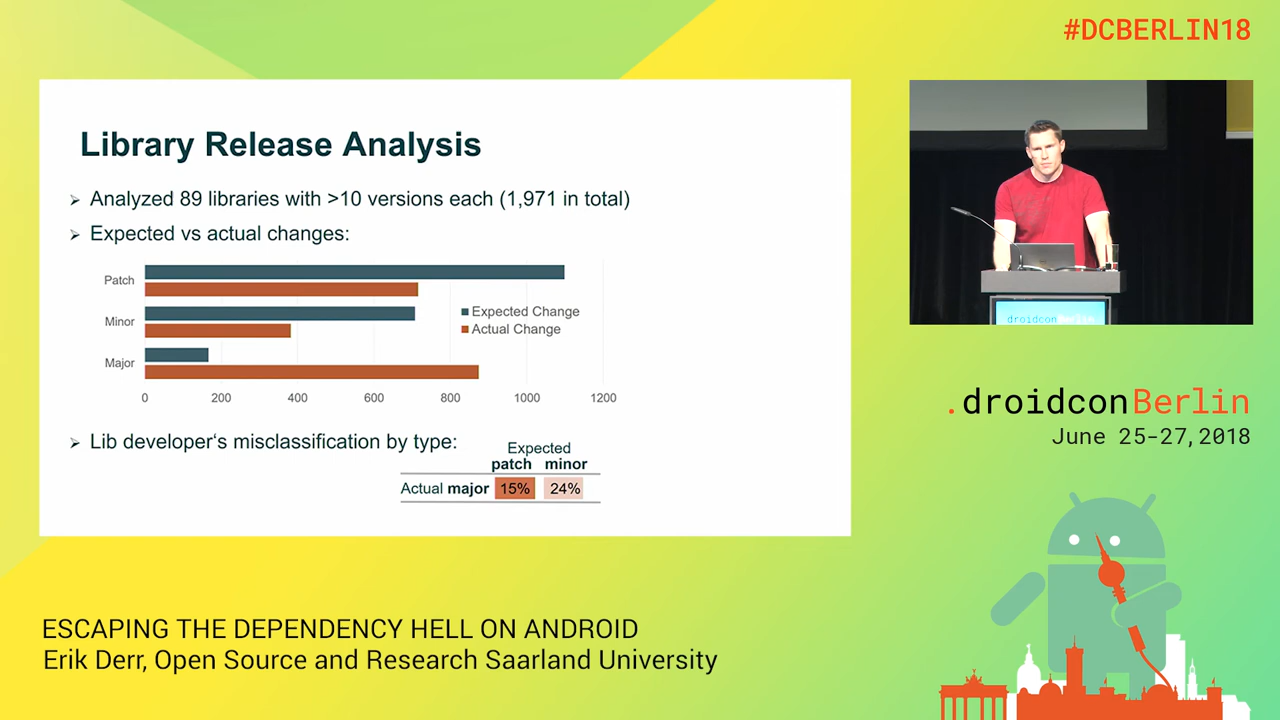 #DCBERLIN18
Library Release Analysis
Analyzed 89 libraries with >10 versions each (1,971 in total)
Expected vs actual changes:
Patch
Minor
Major
Expected Change
Actual Change
0 200 400 600 800 1000 1200
Lib developer‘s misclassification by type:
Expected
patch minor
Actual major 15% 24%
droidcon Berlin
.droidconBerlin
June 25-27, 2018
ESCAPING THE DEPENDENCY HELL ON ANDROID
Erik Derr, Open Source and Research Saarland University